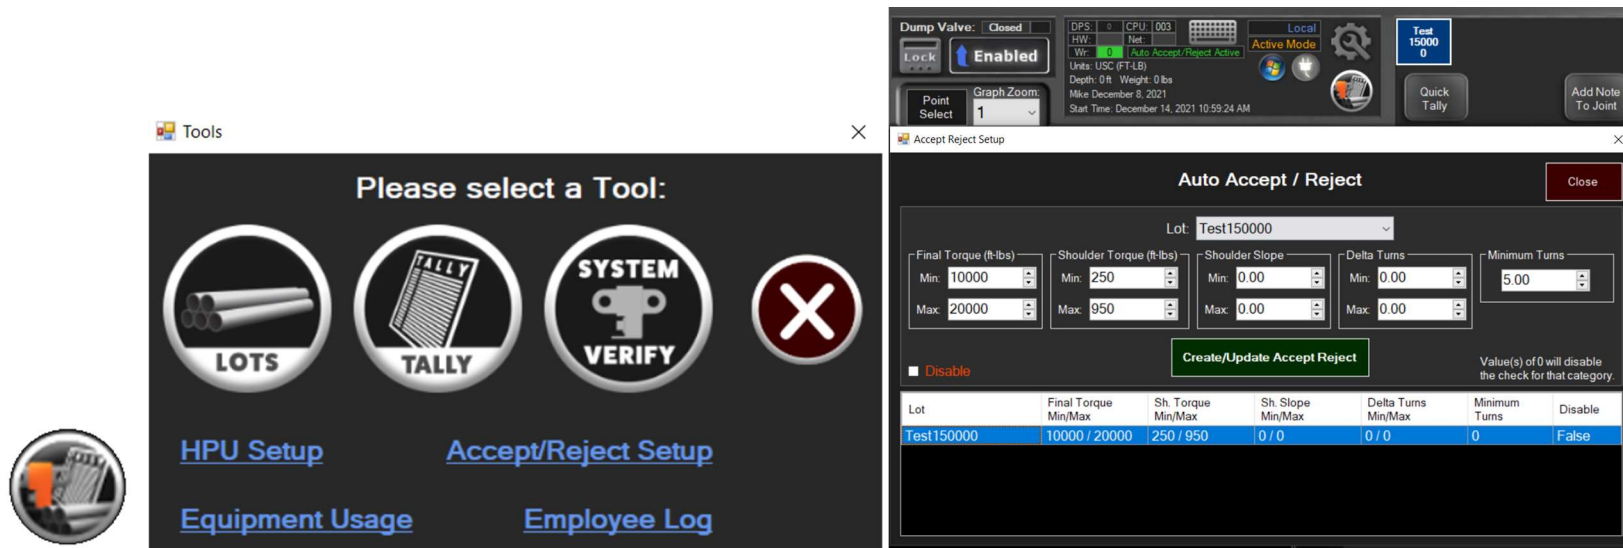 Tools
Please select a Tool:
LOTS
TALLY
TALLY
SYSTEM
VERIFY
HPU Setup
Accept/Reject Setup
Equipment Usage
Employee Log
Dump Valve: Closed
Lock
Enabled
Point
Select
Graph Zoom:
1
DPS: 0 CPU: 003
HW: Net:
Wr: 0 Auto Accept/Reject Active
Units: USC (FT-LB)
Depth: 0 ft Weight: 0 lbs
Mike December 8, 2021
Start Time: December 14, 2021 10:59:24 AM
Local
Active Mode
Test
15000
0
Quick
Tally
Add Note
To Joint
Accept Reject Setup
Auto Accept / Reject
Close
Lot: Test150000
Final Torque (ft-lbs)
Min: 10000
Max: 20000
Shoulder Torque (ft-lbs)
Min: 250
Max: 950
Shoulder Slope
Min: 0.00
Max: 0.00
Delta Turns
Min: 0.00
Max: 0.00
Minimum Turns
5.00
Disable
Create/Update Accept Reject
Value(s) of 0 will disable
the check for that category.
Lot Final Torque Min/Max Sh. Torque Min/Max Sh. Slope Min/Max Delta Turns Min/Max Minimum Turns Disable
Test150000 10000 / 20000 250 / 950 0 / 0 0 / 0 0 False